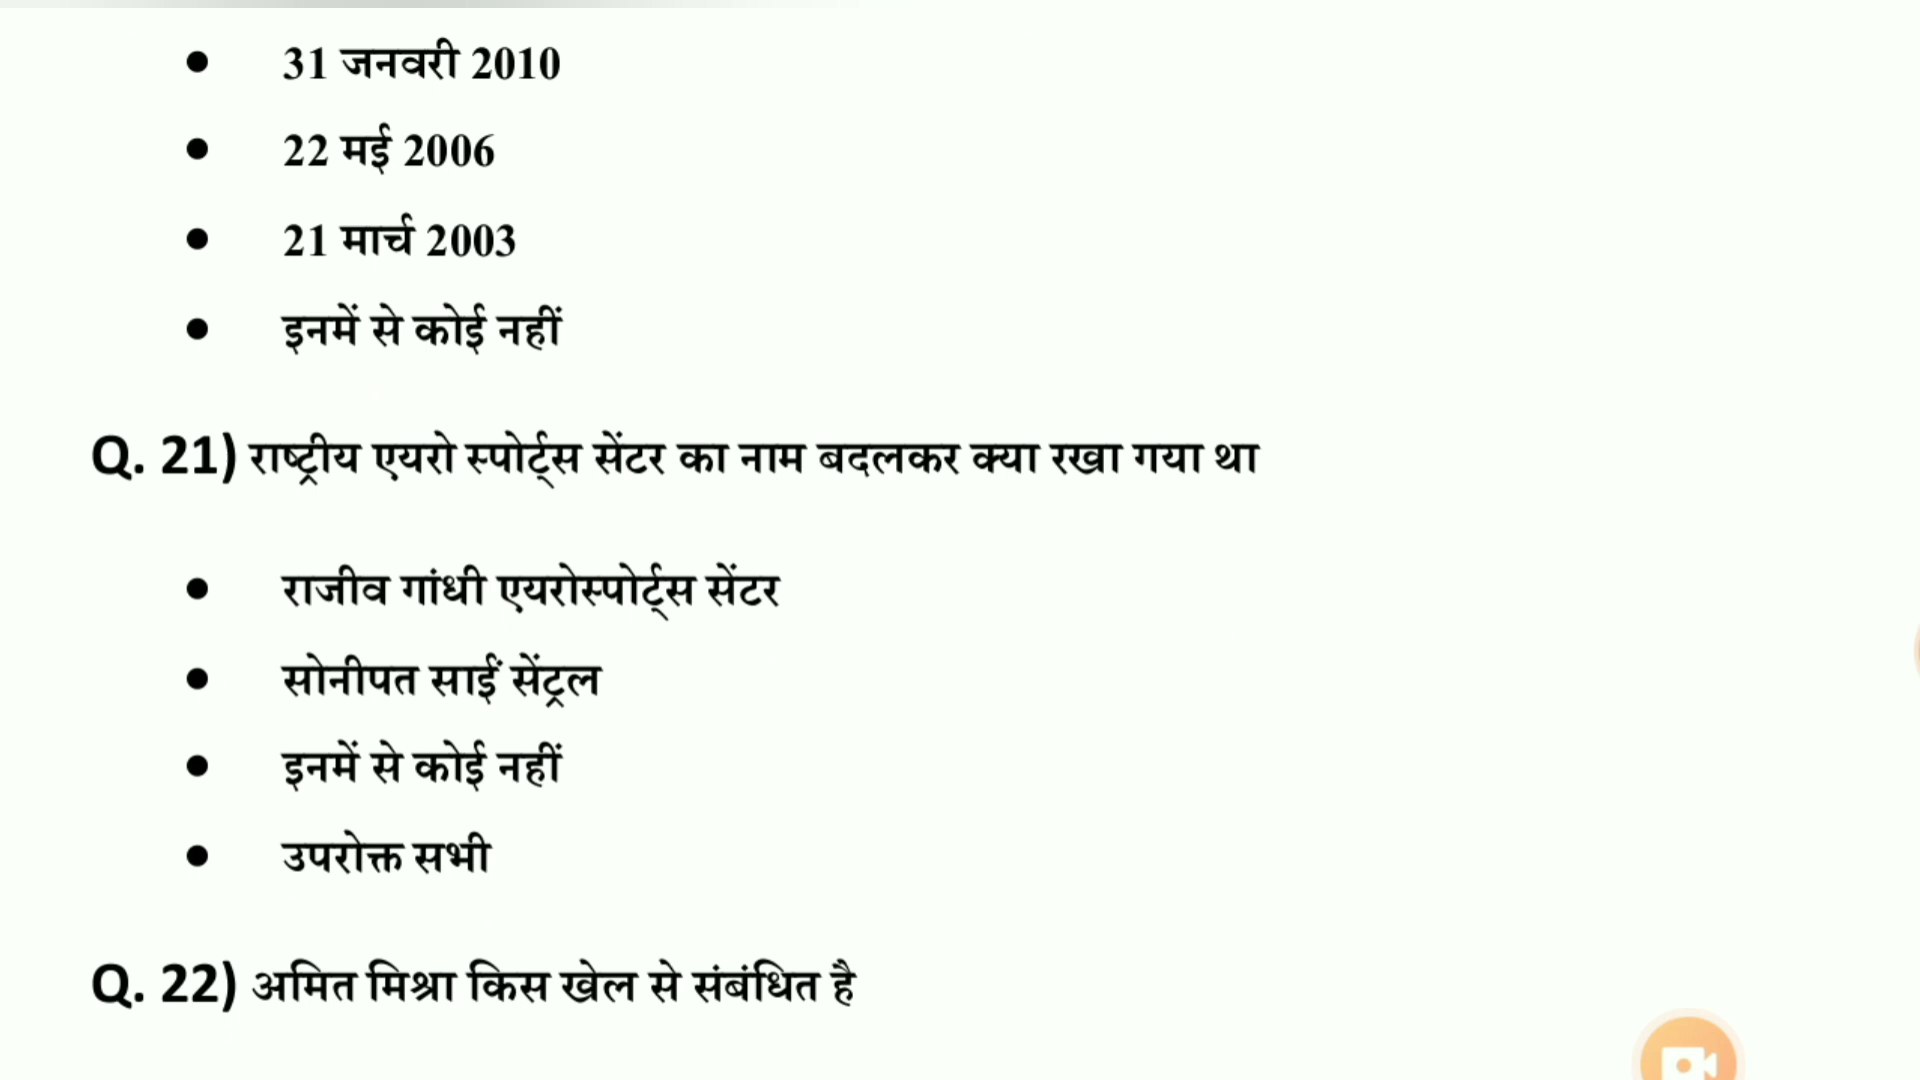 ● 31 जनवरी 2010
● 22 मई 2006
● 21 मार्च 2003
● इनमें से कोई नहीं
Q. 21) राष्ट्रीय एयरो स्पोर्ट्स सेंटर का नाम बदलकर क्या रखा गया था
● राजीव गांधी एयरोस्पोर्ट्स सेंटर
● सोनीपत साईं सेंट्रल
● इनमें से कोई नहीं
● उपरोक्त सभी
Q. 22) अमित मिश्रा किस खेल से संबंधित है